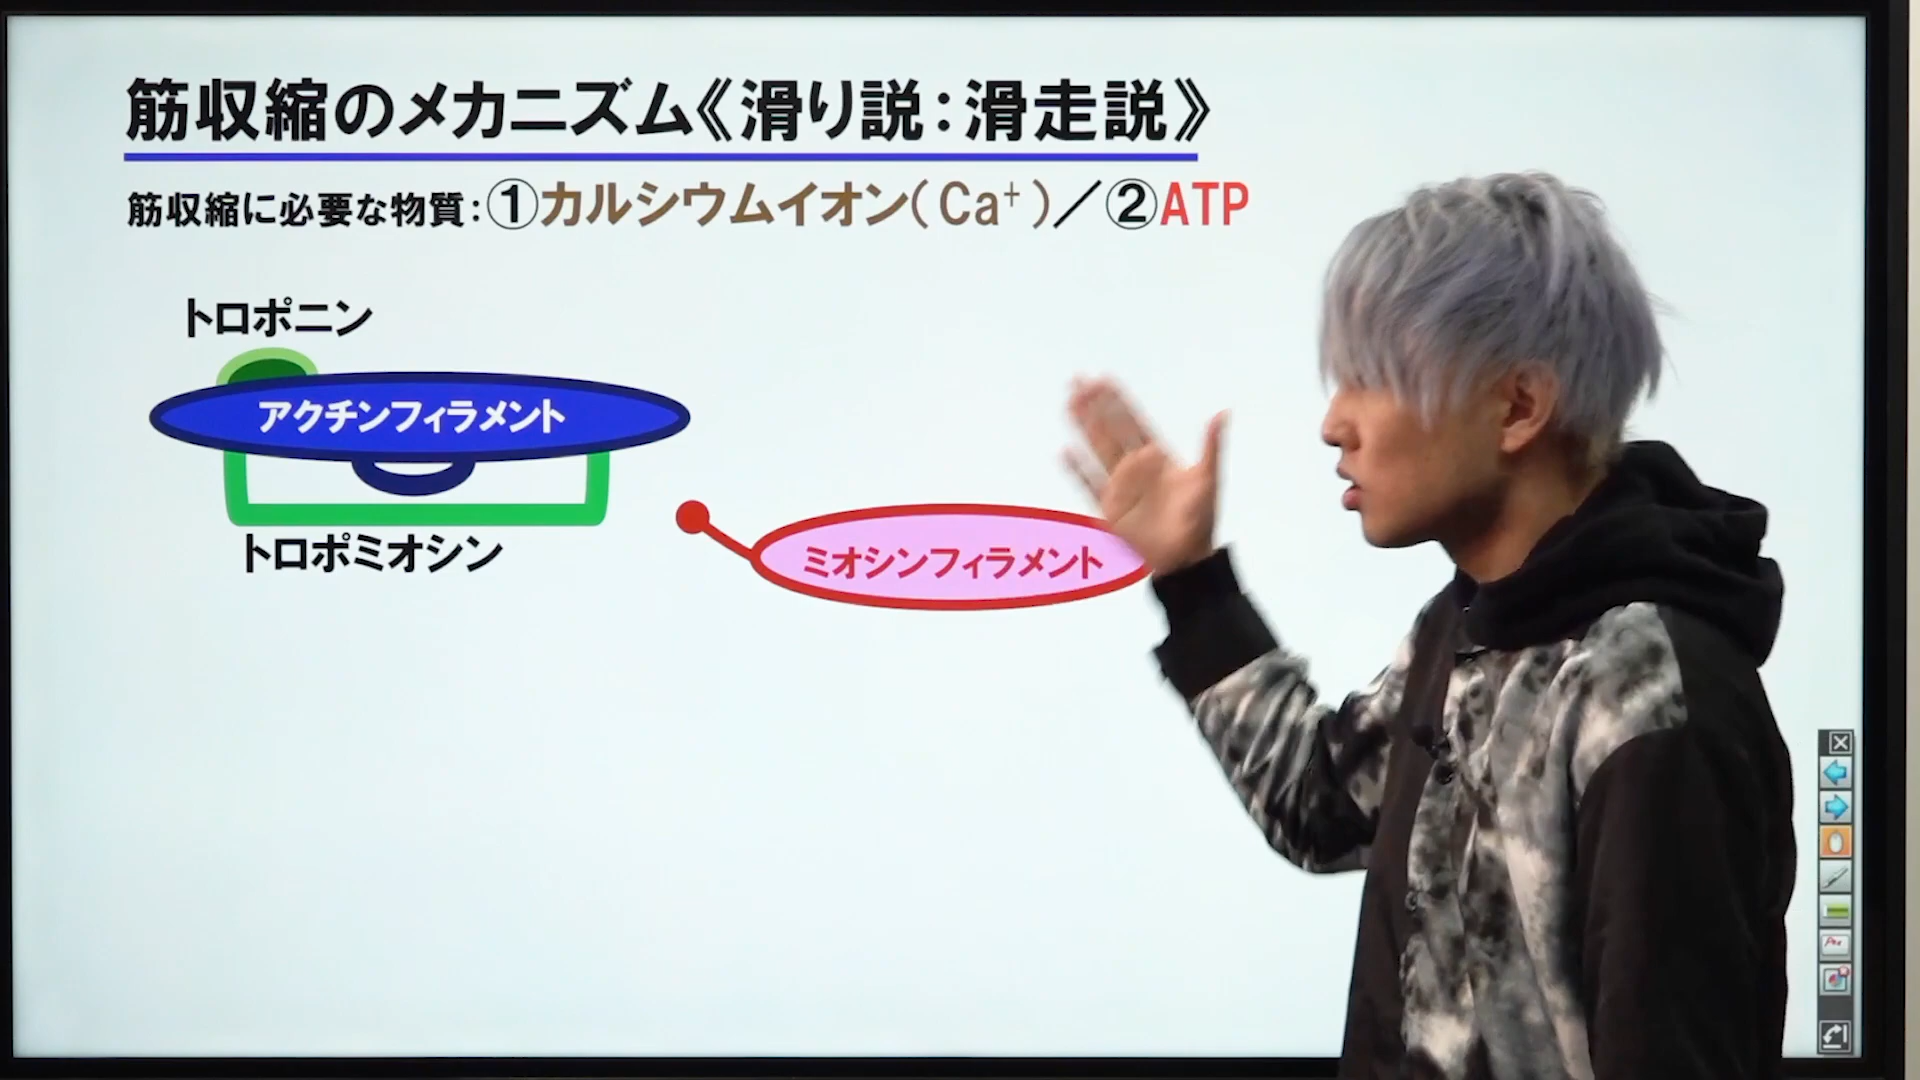 筋収縮のメカニズム《滑り説：滑走説》
筋収縮に必要な物質：①カルシウムイオン（Ca⁺）／②ATP
トロポニン
アクチンフィラメント
トロポミオシン
ミオシンフィラメント
Pen